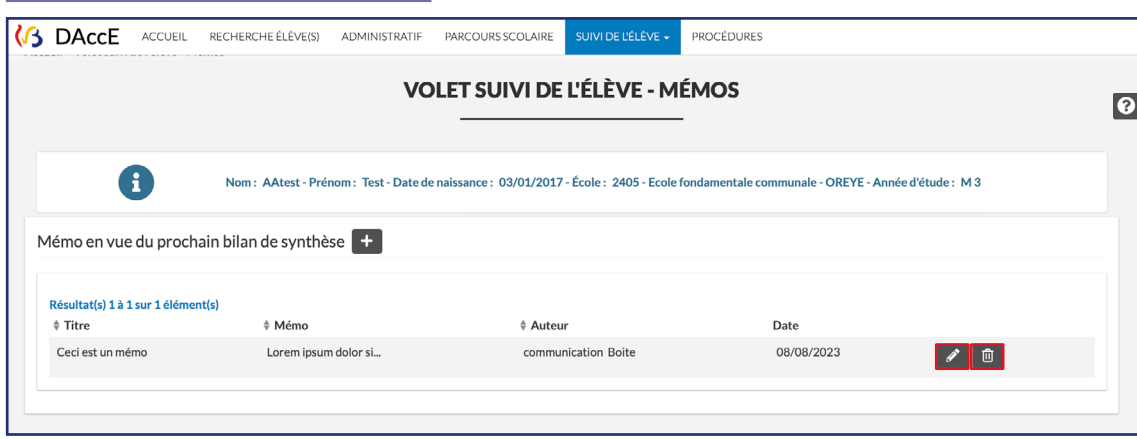 DAccE ACCUEIL RECHERCHE ÉLÈVE(S) ADMINISTRATIF PARCOURS SCOLAIRE SUIVI DE L'ÉLÈVE PROCÉDURES
VOLET SUIVI DE L'ÉLÈVE - MÉMOS
Nom : AAtest - Prénom : Test - Date de naissance : 03/01/2017 - École : 2405 - Ecole fondamentale communale - OREYE - Année d'étude : M 3
Mémo en vue du prochain bilan de synthèse +
Résultat(s) 1 à 1 sur 1 élément(s)
Titre Mémo Auteur Date
Ceci est un mémo Lorem ipsum dolor si... communication Boite 08/08/2023